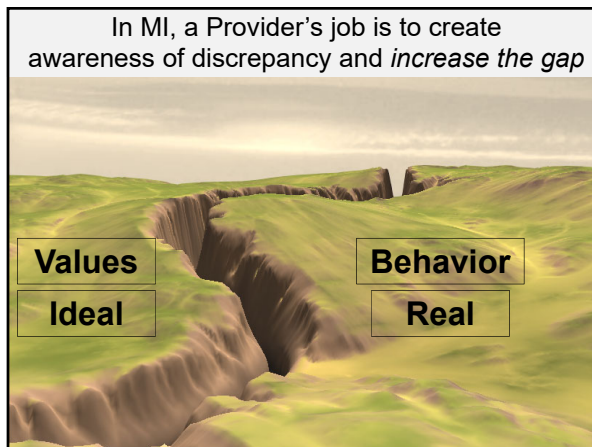 In MI, a Provider’s job is to create
awareness of discrepancy and increase the gap
Values
Behavior
Ideal
Real